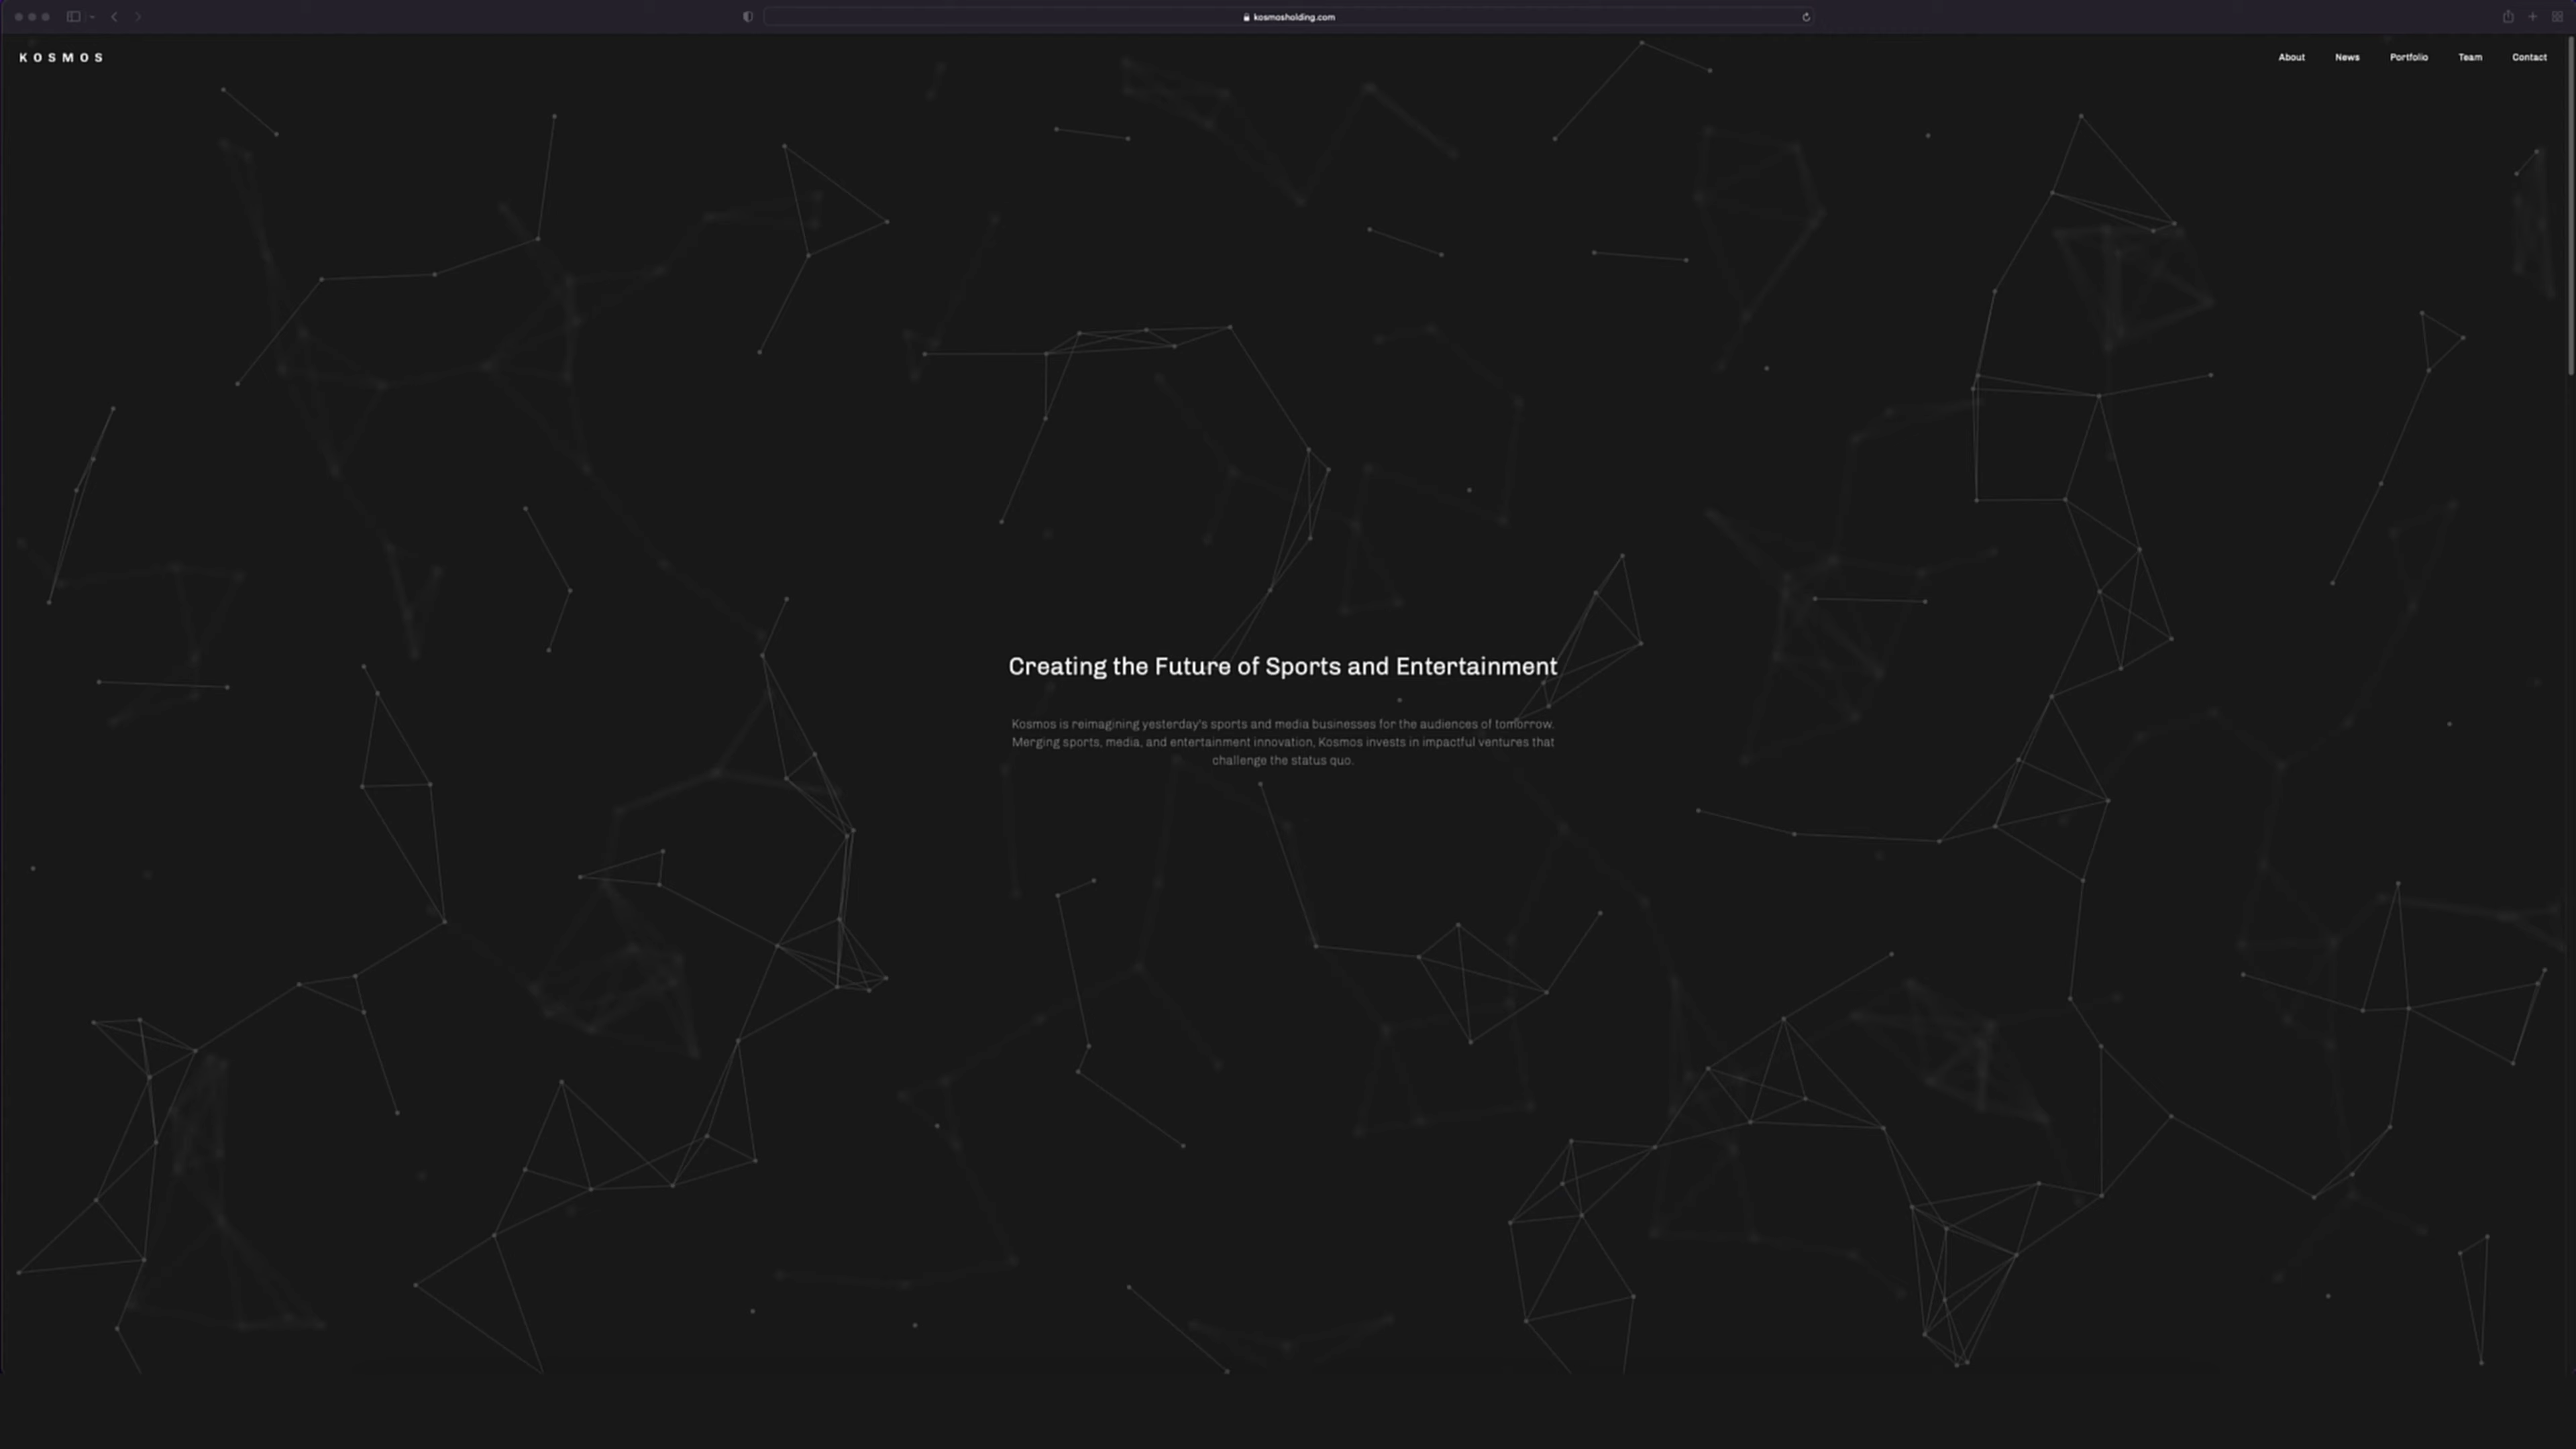 kosmosholding.com
KOSMOS
About News Portfolio Team Contact
Creating the Future of Sports and Entertainment
Kosmos is reimagining yesterday's sports and media businesses for the audiences of tomorrow.
Merging sports, media, and entertainment innovation, Kosmos invests in impactful ventures that
challenge the status quo.